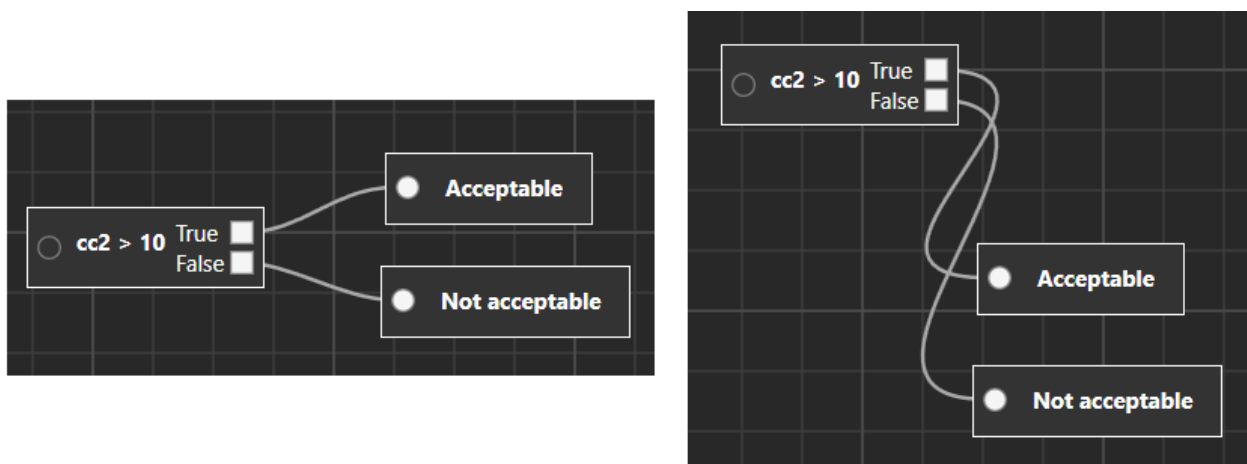 cc2 > 10 True
False
Acceptable
Not acceptable
cc2 > 10 True
False
Acceptable
Not acceptable